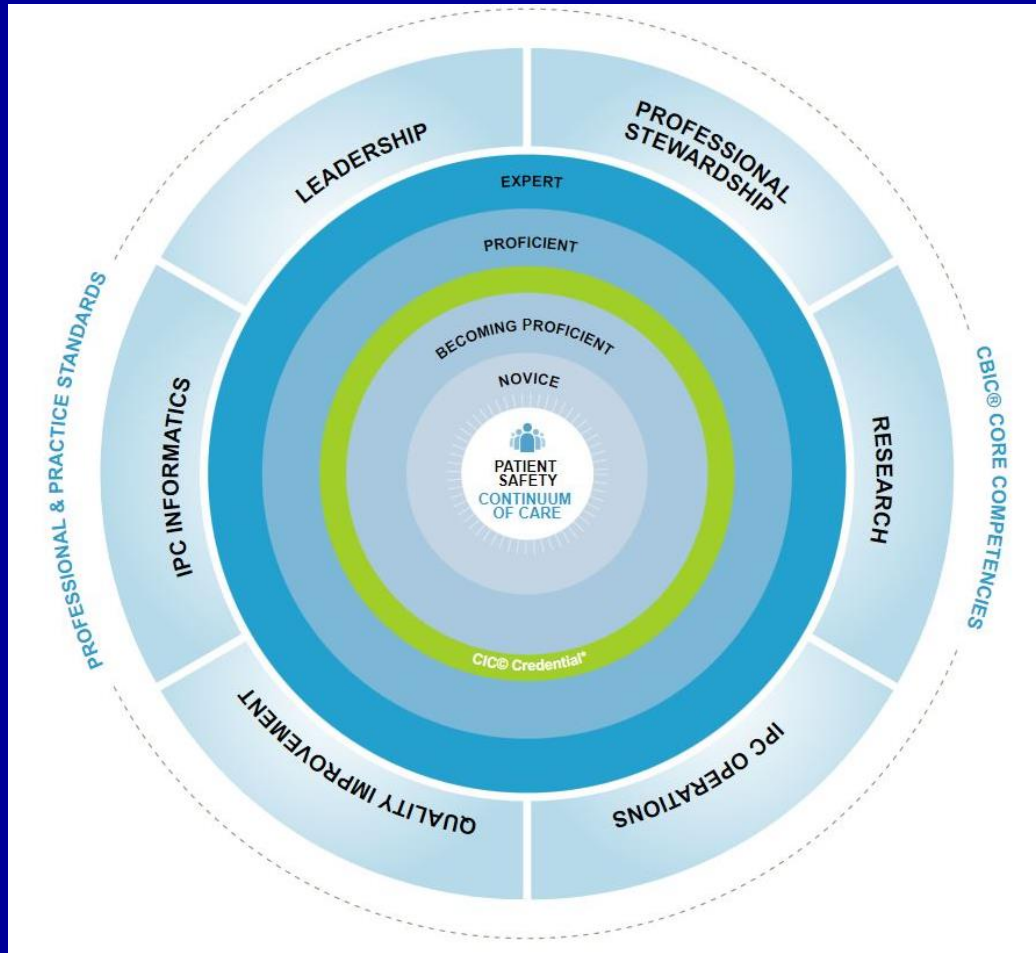 LEADERSHIP
PROFESSIONAL
STEWARDSHIP
EXPERT
PROFICIENT
BECOMING PROFICIENT
NOVICE
PATIENT
SAFETY
CONTINUUM
OF CARE
CIC© Credential*
PROFESSIONAL & PRACTICE STANDARDS
IPC INFORMATICS
RESEARCH
CBIC® CORE COMPETENCIES
QUALITY IMPROVEMENT
IPC OPERATIONS